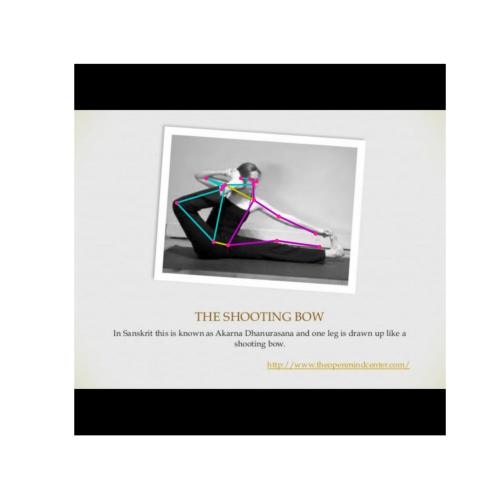 THE SHOOTING BOW
In Sanskrit this is known as Akarna Dhanurasana and one leg is drawn up like a
shooting bow.
http://www.theopenmindcenter.com/